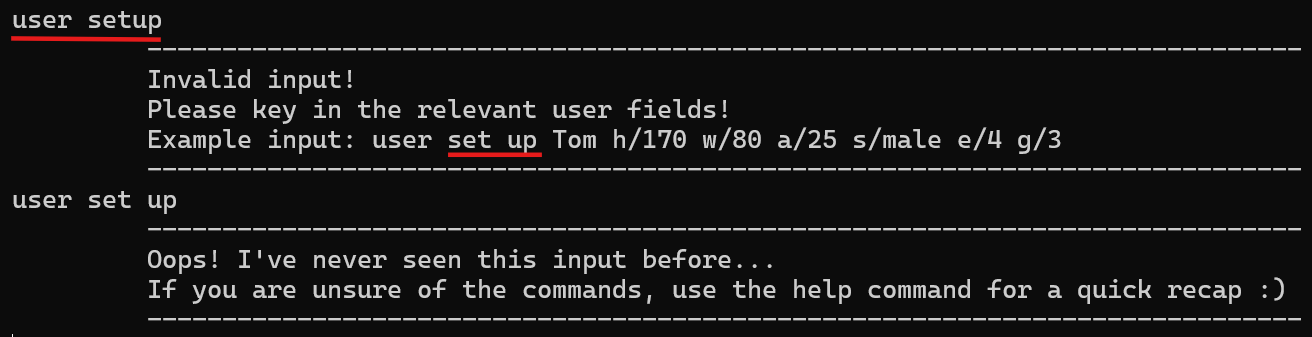 user setup
-----------------------------------------------------------------------------
Invalid input!
Please key in the relevant user fields!
Example input: user set up Tom h/170 w/80 a/25 s/male e/4 g/3
-----------------------------------------------------------------------------
user set up
-----------------------------------------------------------------------------
Oops! I've never seen this input before...
If you are unsure of the commands, use the help command for a quick recap :)
-----------------------------------------------------------------------------